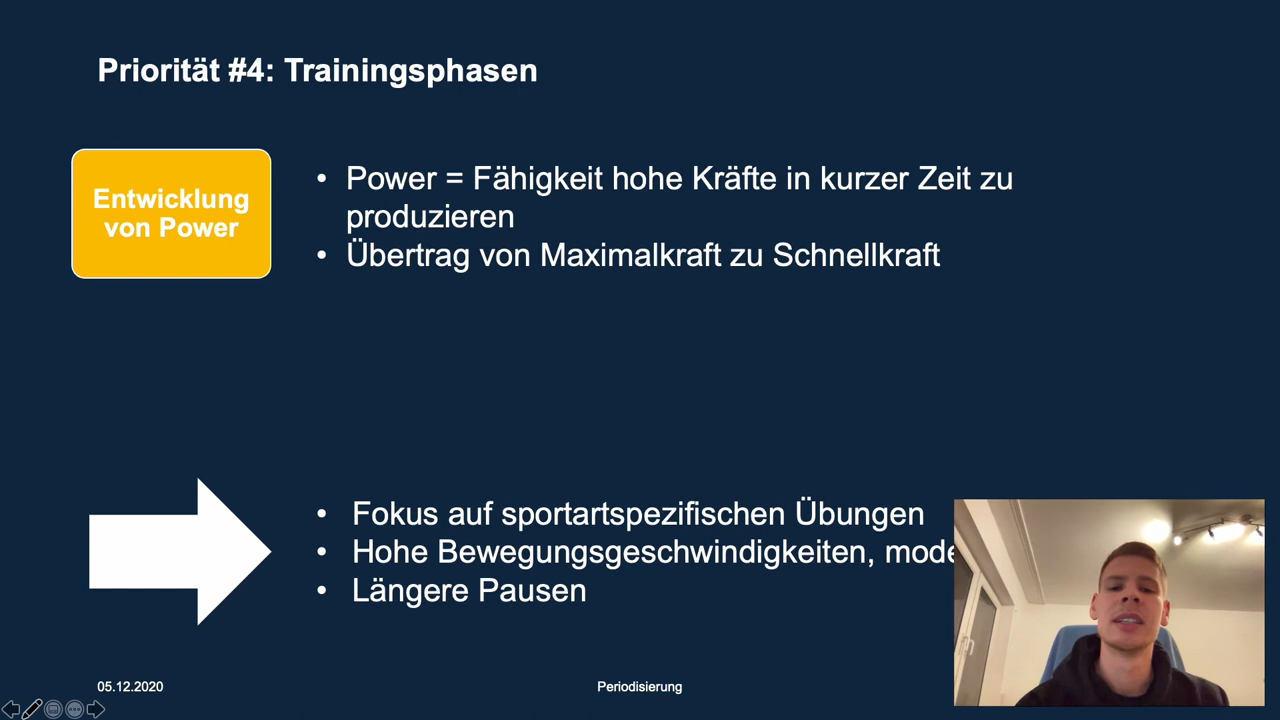 Priorität #4: Trainingsphasen
Entwicklung
von Power
• Power = Fähigkeit hohe Kräfte in kurzer Zeit zu
produzieren
• Übertrag von Maximalkraft zu Schnellkraft
• Fokus auf sportartspezifischen Übungen
• Hohe Bewegungsgeschwindigkeiten,
• Längere Pausen
05.12.2020
Periodisierung